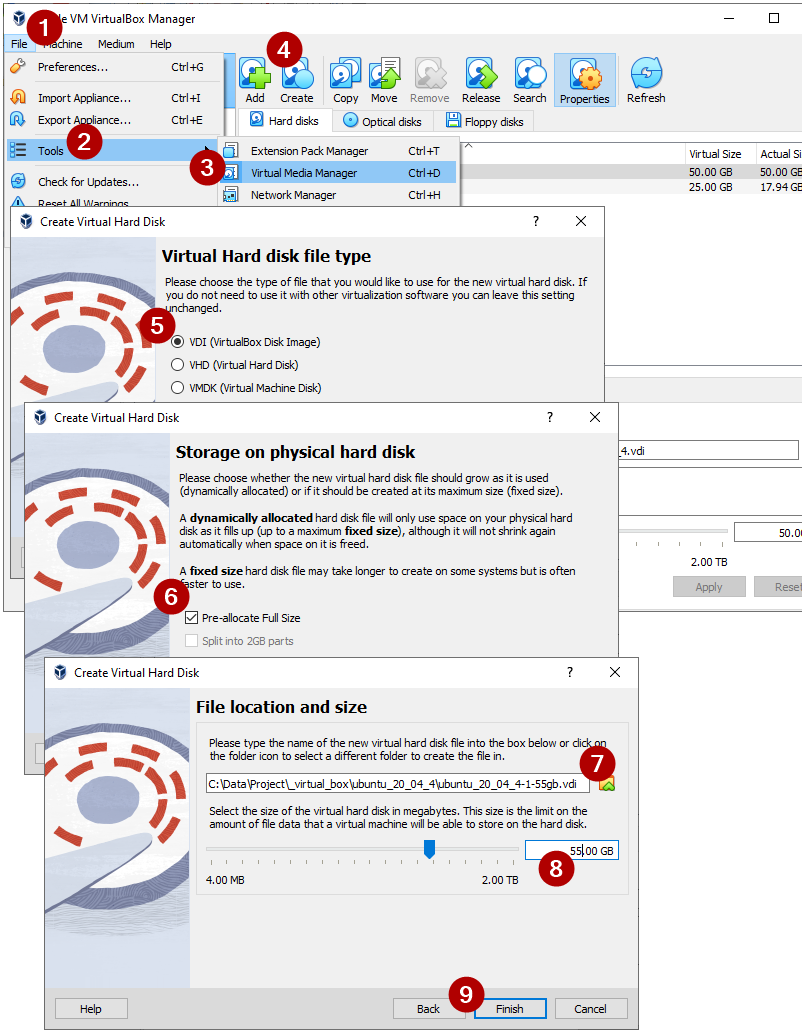 le VM VirtualBox Manager
1
File
Machine
Medium
Help
Preferences...
Ctrl+G
Import Appliance...
Ctrl+I
Export Appliance...
Ctrl+E
2
Tools
Check for Updates...
Reset All Warnings
3
Extension Pack Manager
Ctrl+T
Virtual Media Manager
Ctrl+D
Network Manager
Ctrl+H
4
Add
Create
Copy
Move
Remove
Release
Search
Properties
Refresh
Hard disks
Optical disks
Floppy disks
Virtual Size
Actual Si
50.00 GB
50.00 G
25.00 GB
17.94 G
Create Virtual Hard Disk
?
Virtual Hard disk file type
Please choose the type of file that you would like to use for the new virtual hard disk. If
you do not need to use it with other virtualization software you can leave this setting
unchanged.
5
VDI (VirtualBox Disk Image)
VHD (Virtual Hard Disk)
VMDK (Virtual Machine Disk)
_4.vdi
50.00
2.00 TB
Apply
Reset
Create Virtual Hard Disk
?
Storage on physical hard disk
Please choose whether the new virtual hard disk file should grow as it is used
(dynamically allocated) or if it should be created at its maximum size (fixed size).
A dynamically allocated hard disk file will only use space on your physical hard
disk as it fills up (up to a maximum fixed size), although it will not shrink again
automatically when space on it is freed.
A fixed size hard disk file may take longer to create on some systems but is often
faster to use.
6
Pre-allocate Full Size
Split into 2GB parts
Create Virtual Hard Disk
?
File location and size
Please type the name of the new virtual hard disk file into the box below or click on
the folder icon to select a different folder to create the file in.
7
C:\Data\Project\_virtual_box\ubuntu_20_04_4\ubuntu_20_04_4-1-55gb.vdi
Select the size of the virtual hard disk in megabytes. This size is the limit on the
amount of file data that a virtual machine will be able to store on the hard disk.
55,00 GB
8
4.00 MB
2.00 TB
9
Help
Back
Finish
Cancel